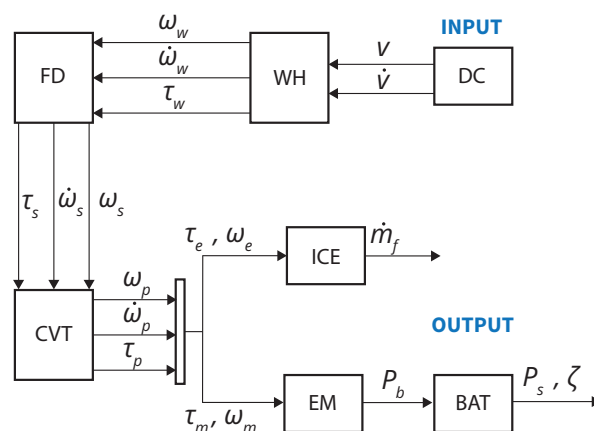 INPUT
ω_w
ω̇_w
τ_w
FD
WH
v
v̇
DC
τ_s
ω̇_s
ω_s
τ_e , ω_e
ICE
ṁ_f
CVT
ω_p
ω̇_p
τ_p
OUTPUT
τ_m, ω_m
EM
P_b
BAT
P_s , ζ